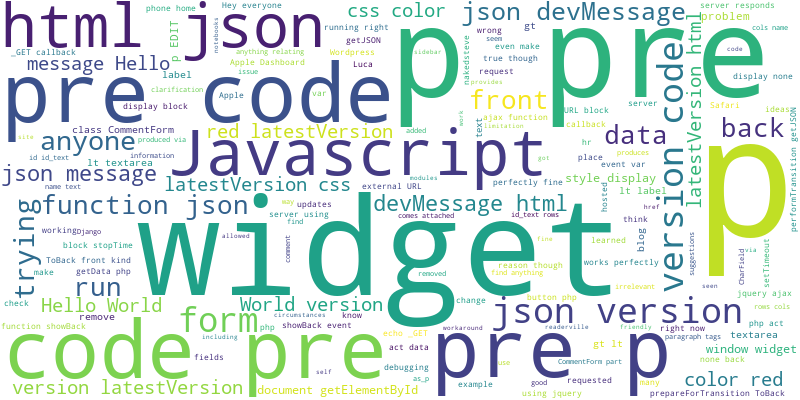 phone home
Hey everyone
css color
json devMessage
server responds
html json
_GET callback
P EDIT
notebooks
running right
getJSON
wrong
seem
gt
problem
cols name
anything relating
Wordpress
nakedsteve
even make
code
message Hello
Apple Dashboard
Luca
sidebar
true though
issue
request
provides
display none
label
clarification
p
pre
pre code
display block
Apple
var
front
URL block
server
Safari
ideas
version code
latestVersion html
class CommentForm
produced via
red latestVersion
text
ajax function
limitation
callback
data
back
anyone
site
Javascript
work
added
hr
id id_text
information
lt textarea
got
place
produces
event var
via
json message
modules
perfectly fine
style display
lt label
name text
latestVersion css
external URL
hosted
href
jquery ajax
performTransition getJSON
p
function json
way
updates
devMessage html
find
trying
working
Django
Widget
comes attached
id_text rows
think
blog
learned
suggestions
block stopTime
allowed
comment
fine
works perfectly
CharField
setTimeout
ToBack front kind
getData php
make
removed
reason though
find anything
seen
run
check
change
button php
irrelevant
rows cols
Hello World
World version
json version
remove
form
circumstances
know
function showBack
php
showBack event
echo _GET
workaround
readerville
friendly
right now
php act
including
act data
paragraph tags
textarea
code pre
pre p
gt lt
none back
window widget
fields
debugging
use
CommentForm part
self
as_p
many
color red
version latestVersion
document getElementById
example
good
requested
using jquery
prepareForTransition ToBack
server using